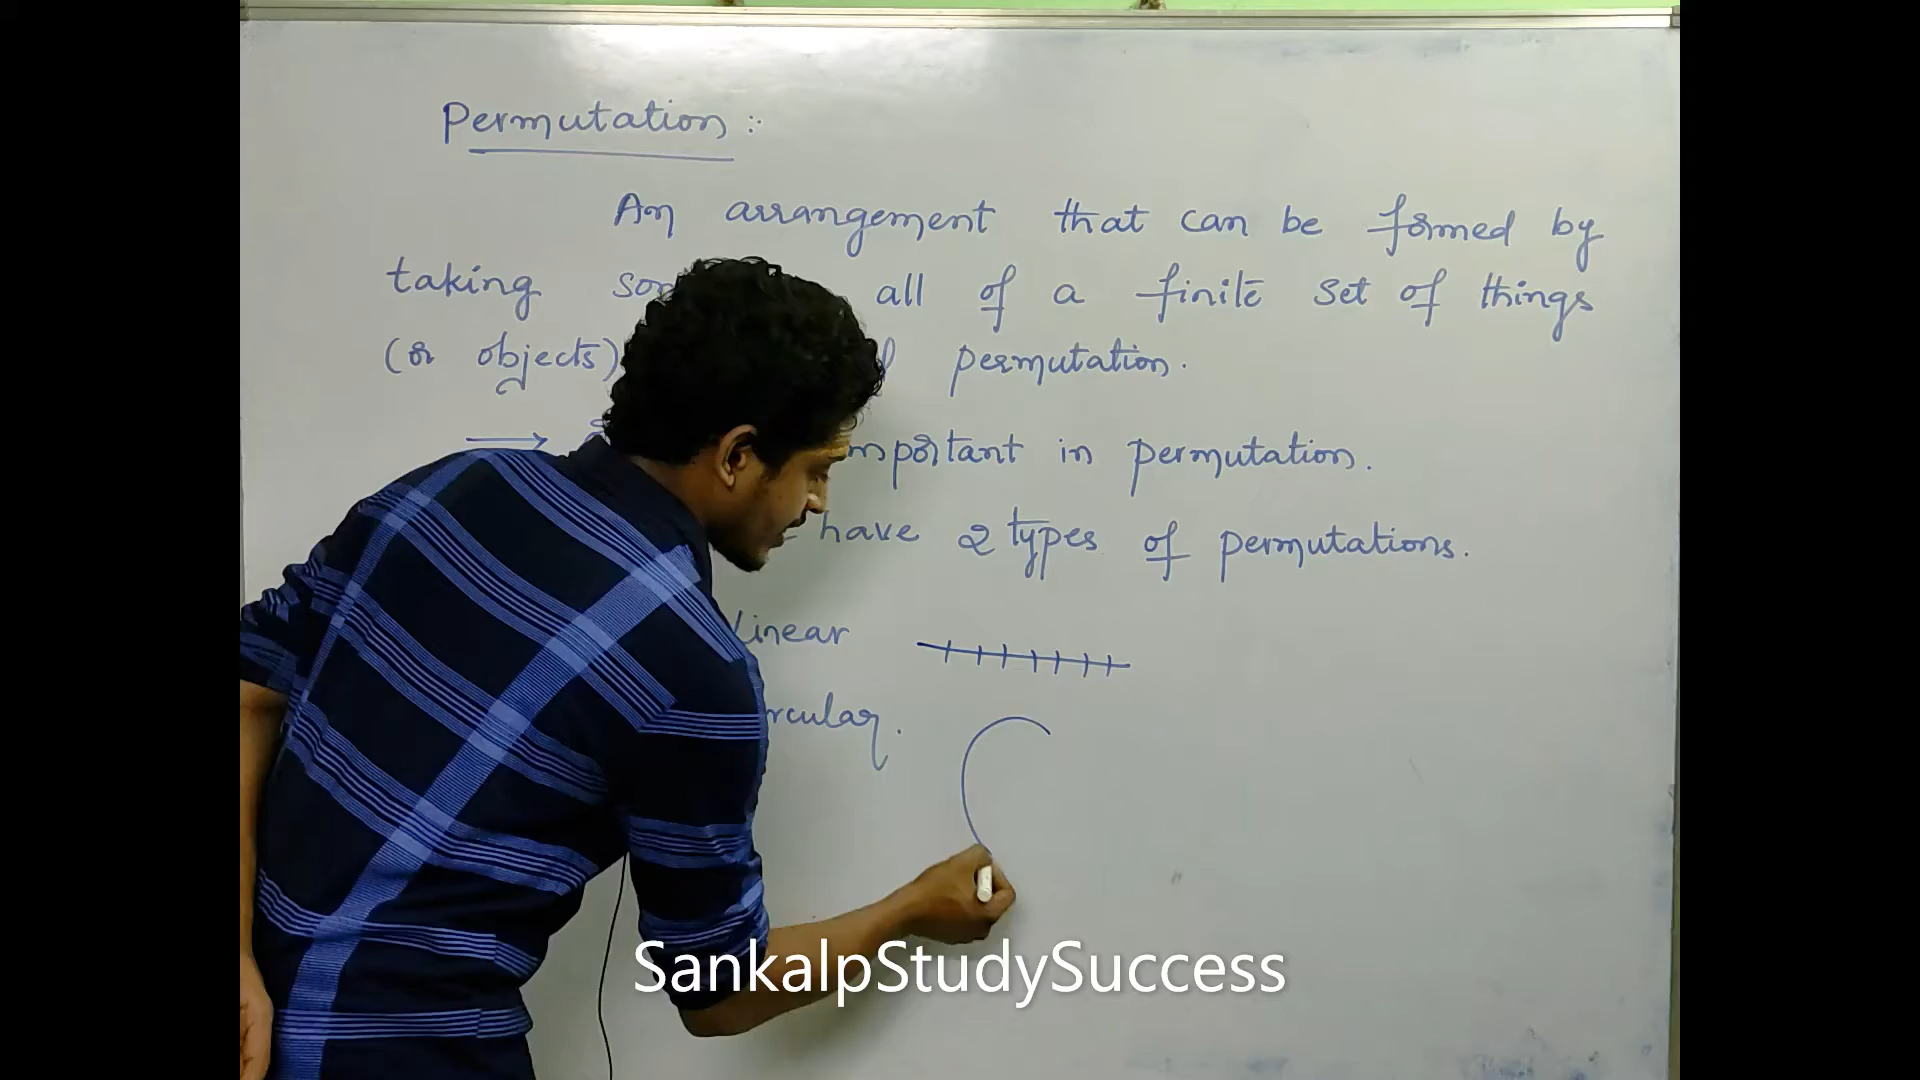 Permutation :-
An arrangement that can be formed by
taking all of a finite set of things
(or objects) permutation.
→ important in permutation.
have 2 types of permutations.
Linear
SankalpStudySuccess